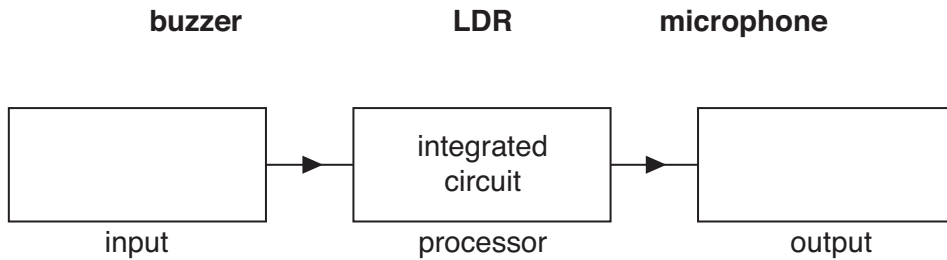 buzzer LDR microphone
integrated
circuit
input processor output